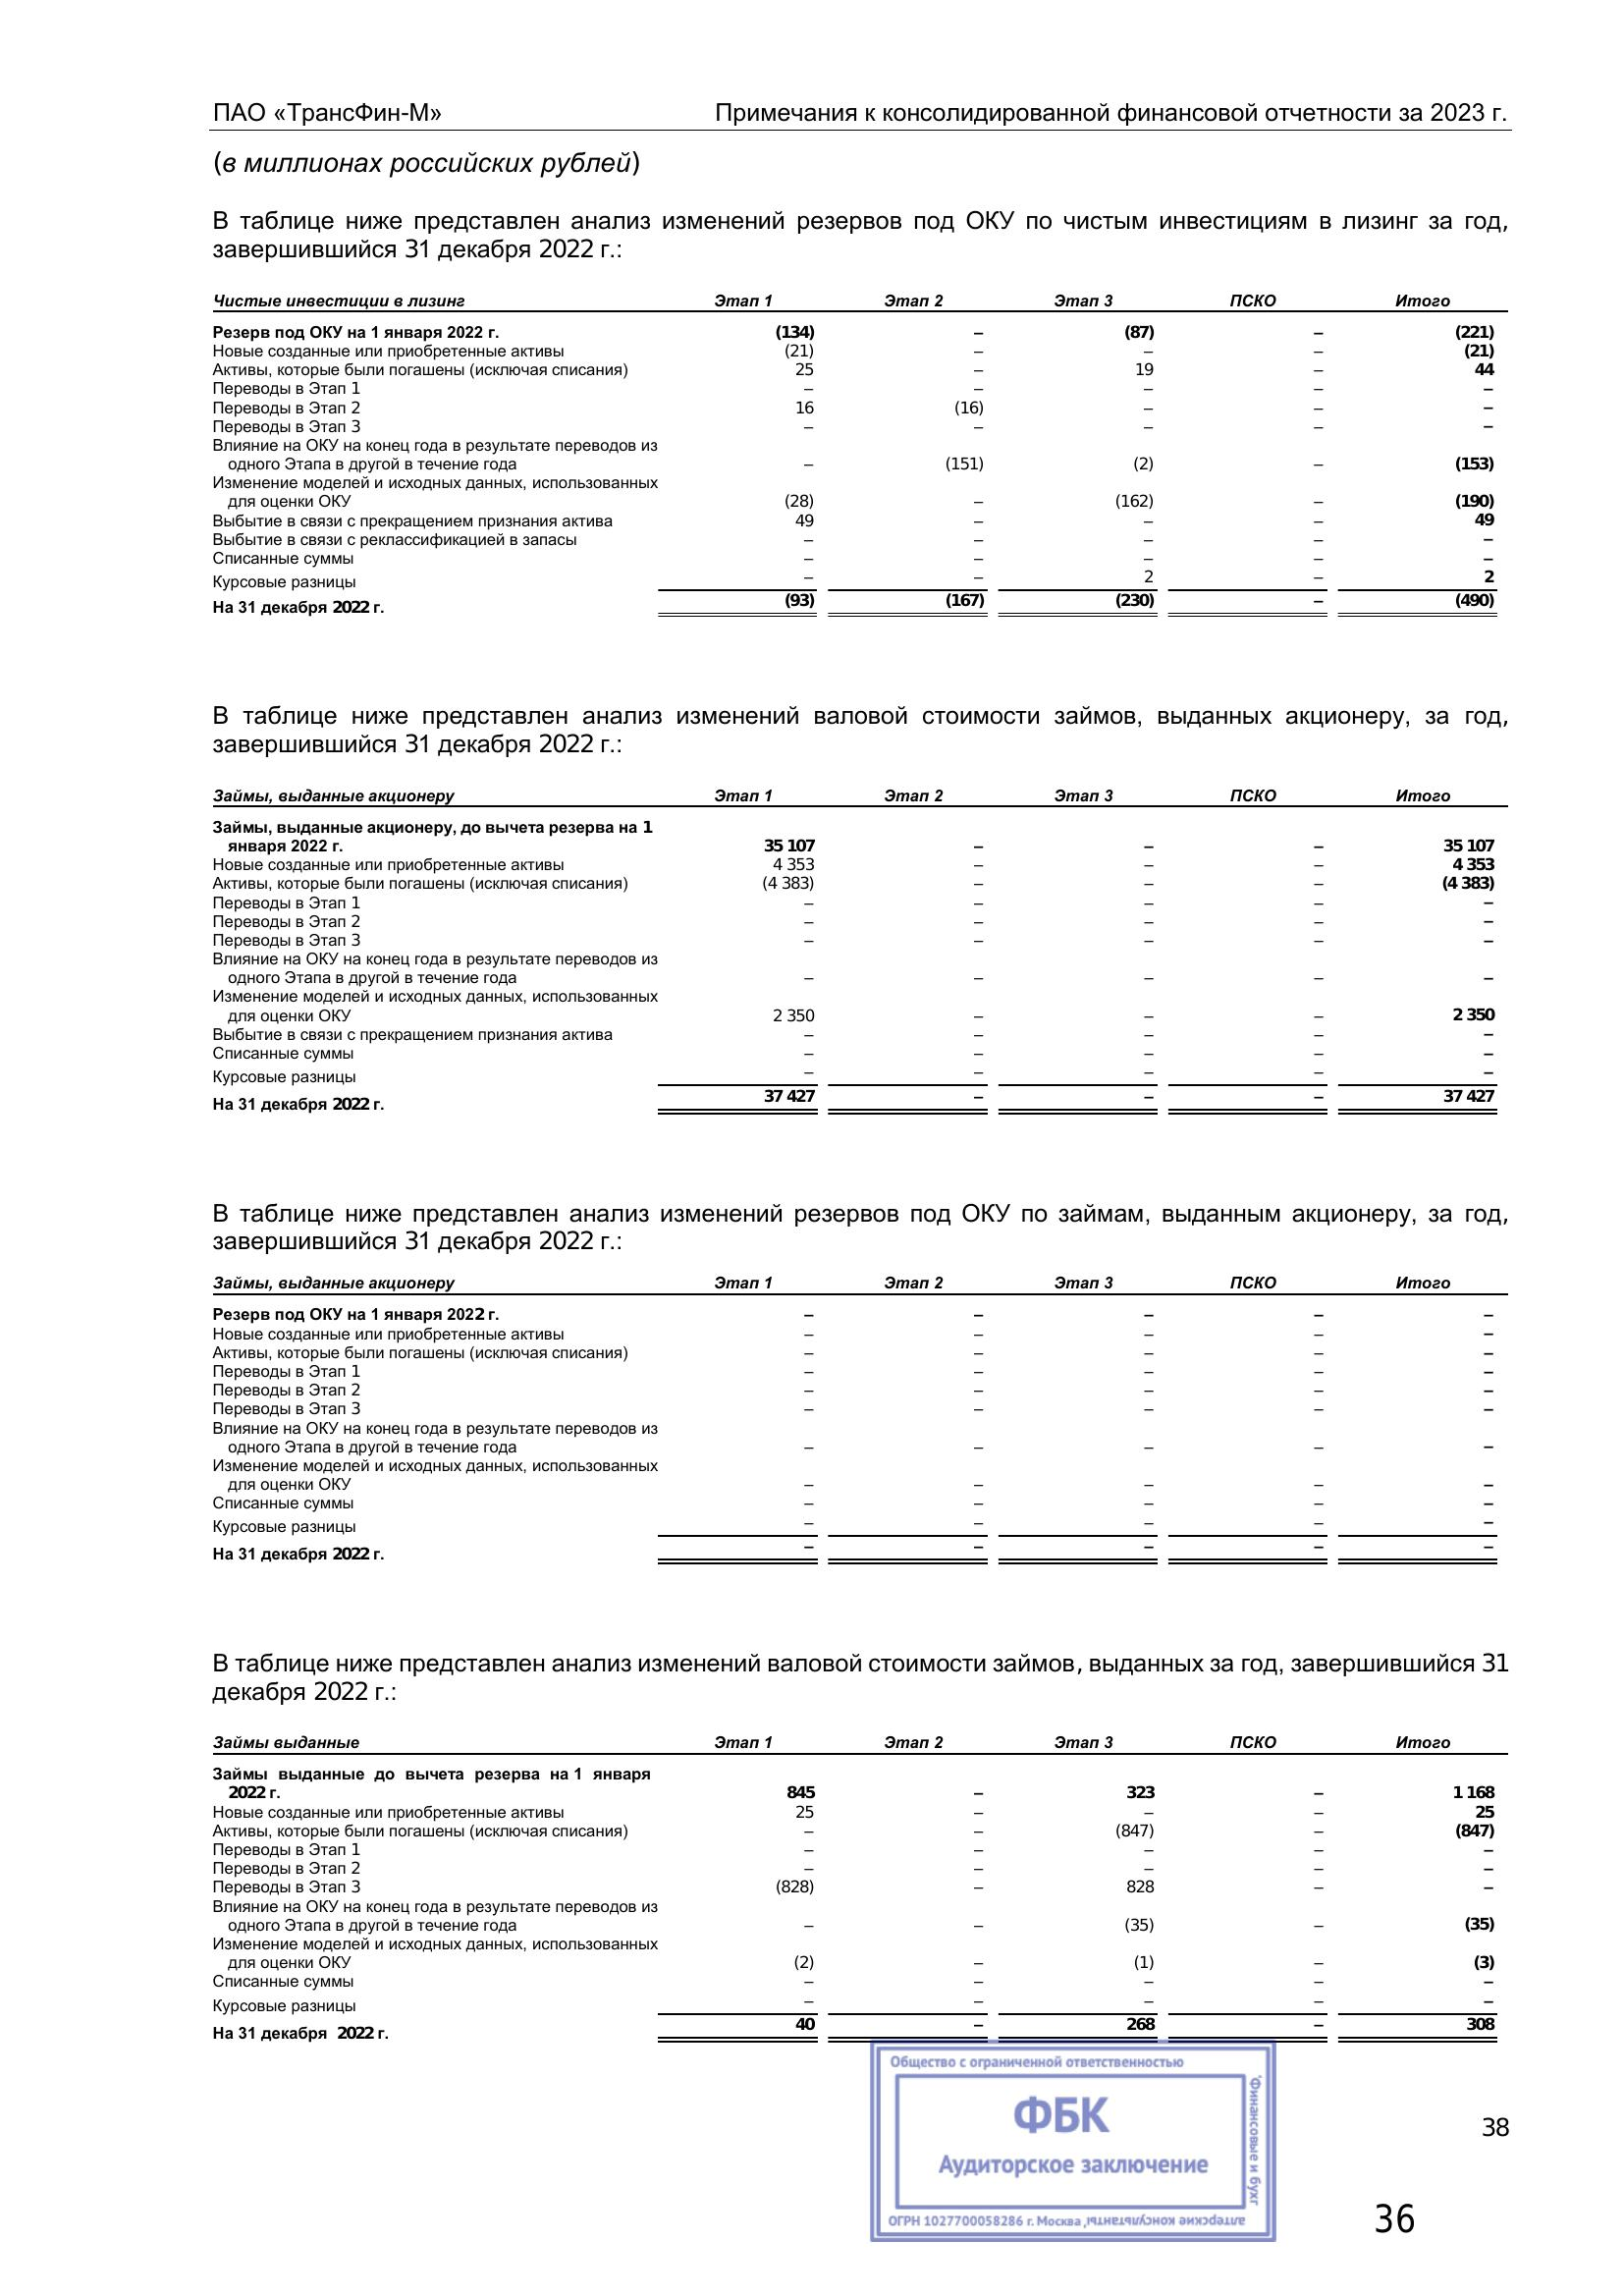 ПАО «ТрансФин-М» Примечания к консолидированной финансовой отчетности за 2023 г.
(в миллионах российских рублей)
В таблице ниже представлен анализ изменений резервов под ОКУ по чистым инвестициям в лизинг за год,
завершившийся 31 декабря 2022 г.:
Чистые инвестиции в лизинг Этап 1 Этап 2 Этап 3 ПСКО Итого
Резерв под ОКУ на 1 января 2022 г. (134) – (87) – (221)
Новые созданные или приобретенные активы (21) – – – (21)
Активы, которые были погашены (исключая списания) 25 – 19 – 44
Переводы в Этап 1 – – – – –
Переводы в Этап 2 16 (16) – – –
Переводы в Этап 3 – – – – –
Влияние на ОКУ на конец года в результате переводов из
одного Этапа в другой в течение года – (151) (2) – (153)
Изменение моделей и исходных данных, использованных
для оценки ОКУ (28) – (162) – (190)
Выбытие в связи с прекращением признания актива 49 – – – 49
Выбытие в связи с реклассификацией в запасы – – – – –
Списанные суммы – – – – –
Курсовые разницы – – 2 – 2
На 31 декабря 2022 г. (93) (167) (230) – (490)
В таблице ниже представлен анализ изменений валовой стоимости займов, выданных акционеру, за год,
завершившийся 31 декабря 2022 г.:
Займы, выданные акционеру Этап 1 Этап 2 Этап 3 ПСКО Итого
Займы, выданные акционеру, до вычета резерва на 1
января 2022 г. 35 107 – – – 35 107
Новые созданные или приобретенные активы 4 353 – – – 4 353
Активы, которые были погашены (исключая списания) (4 383) – – – (4 383)
Переводы в Этап 1 – – – – –
Переводы в Этап 2 – – – – –
Переводы в Этап 3 – – – – –
Влияние на ОКУ на конец года в результате переводов из
одного Этапа в другой в течение года – – – – –
Изменение моделей и исходных данных, использованных
для оценки ОКУ 2 350 – – – 2 350
Выбытие в связи с прекращением признания актива – – – – –
Списанные суммы – – – – –
Курсовые разницы – – – – –
На 31 декабря 2022 г. 37 427 – – – 37 427
В таблице ниже представлен анализ изменений резервов под ОКУ по займам, выданным акционеру, за год,
завершившийся 31 декабря 2022 г.:
Займы, выданные акционеру Этап 1 Этап 2 Этап 3 ПСКО Итого
Резерв под ОКУ на 1 января 2022 г. – – – – –
Новые созданные или приобретенные активы – – – – –
Активы, которые были погашены (исключая списания) – – – – –
Переводы в Этап 1 – – – – –
Переводы в Этап 2 – – – – –
Переводы в Этап 3 – – – – –
Влияние на ОКУ на конец года в результате переводов из
одного Этапа в другой в течение года – – – – –
Изменение моделей и исходных данных, использованных
для оценки ОКУ – – – – –
Списанные суммы – – – – –
Курсовые разницы – – – – –
На 31 декабря 2022 г. – – – – –
В таблице ниже представлен анализ изменений валовой стоимости займов, выданных за год, завершившийся 31
декабря 2022 г.:
Займы выданные Этап 1 Этап 2 Этап 3 ПСКО Итого
Займы выданные до вычета резерва на 1 января
2022 г. 845 – 323 – 1 168
Новые созданные или приобретенные активы 25 – – – 25
Активы, которые были погашены (исключая списания) – – (847) – (847)
Переводы в Этап 1 – – – – –
Переводы в Этап 2 – – – – –
Переводы в Этап 3 (828) – 828 – –
Влияние на ОКУ на конец года в результате переводов из
одного Этапа в другой в течение года – – (35) – (35)
Изменение моделей и исходных данных, использованных
для оценки ОКУ (2) – (1) – (3)
Списанные суммы – – – – –
Курсовые разницы – – – – –
На 31 декабря 2022 г. 40 – 268 – 308
Общество с ограниченной ответственностью
"Финансовые и бухг
алтерские консультанты"
ФБК
Аудиторское заключение
ОГРН 1027700058286 г. Москва
38
36